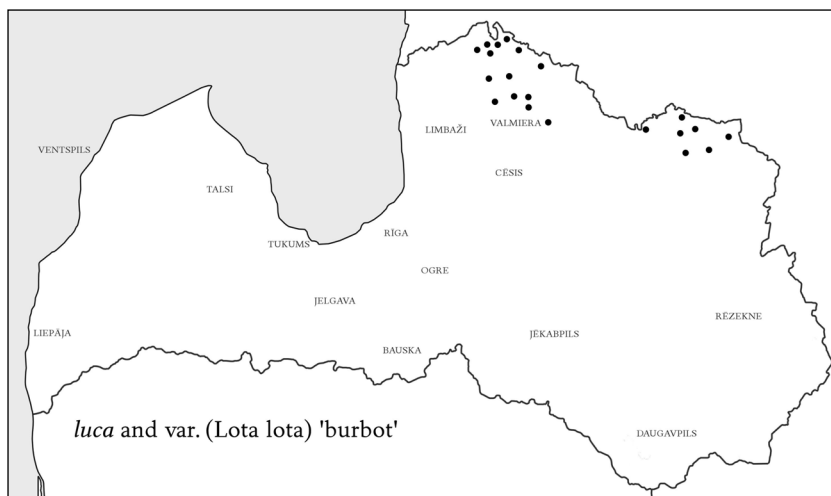 LIMBAŽI
VALMIERA
VENTSPILS
CĒSIS
TALSI
RĪGA
TUKUMS
OGRE
JELGAVA
RĒZEKNE
LIEPĀJA
JĒKABPILS
BAUSKA
luca and var. (Lota lota) 'burbot'
DAUGAVPILS